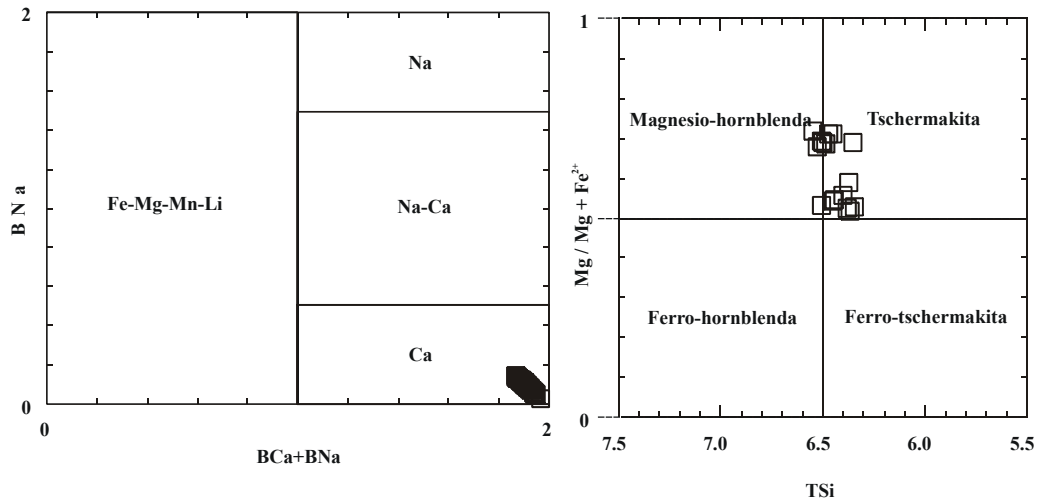 2
B N a
Fe-Mg-Mn-Li
Na
Na-Ca
Ca
0
0
2
BCa+BNa
1
Mg / Mg + Fe²⁺
Magnesio-hornblenda
Tschermakita
Ferro-hornblenda
Ferro-tschermakita
0
7.5
7.0
6.5
6.0
5.5
TSi